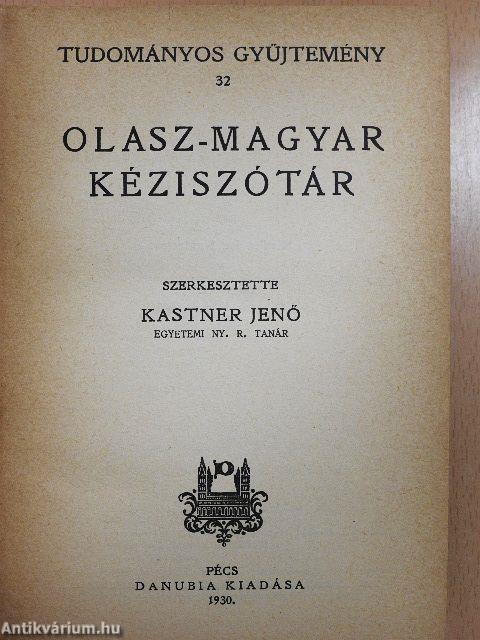 TUDOMÁNYOS GYŰJTEMÉNY
32
OLASZ-MAGYAR
KÉZISZÓTÁR
SZERKESZTETTE
KASTNER JENŐ
EGYETEMI NY. R. TANÁR
PÉCS
DANUBIA KIADÁSA
1930.
Antikvárium.hu